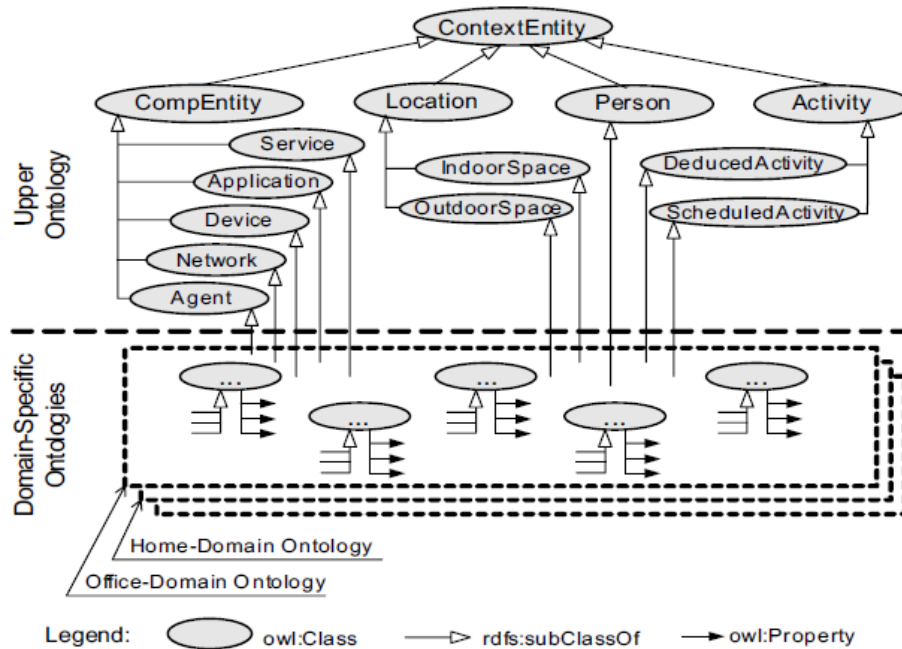 ContextEntity
CompEntity
Location
Person
Activity
Service
Application
Device
Network
Agent
IndoorSpace
OutdoorSpace
DeducedActivity
ScheduledActivity
Upper
Ontology
...
...
...
...
...
Domain-Specific
Ontologies
Home-Domain Ontology
Office-Domain Ontology
Legend: owl:Class rdfs:subClassOf owl:Property